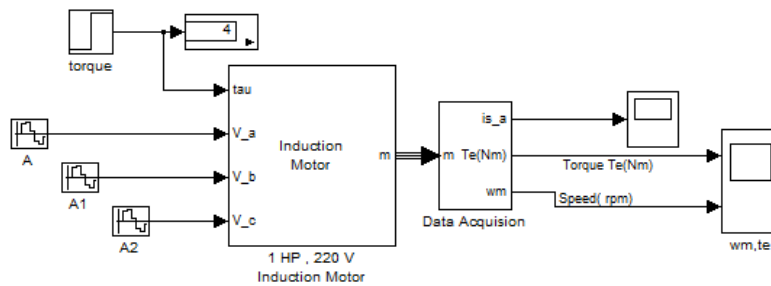 4
torque
tau
V_a
V_b
V_c
Induction
Motor
m
A
A1
A2
1 HP , 220 V
Induction Motor
m
is_a
Te(Nm)
wm
Data Acquision
Torque Te(Nm)
Speed( rpm)
wm,te